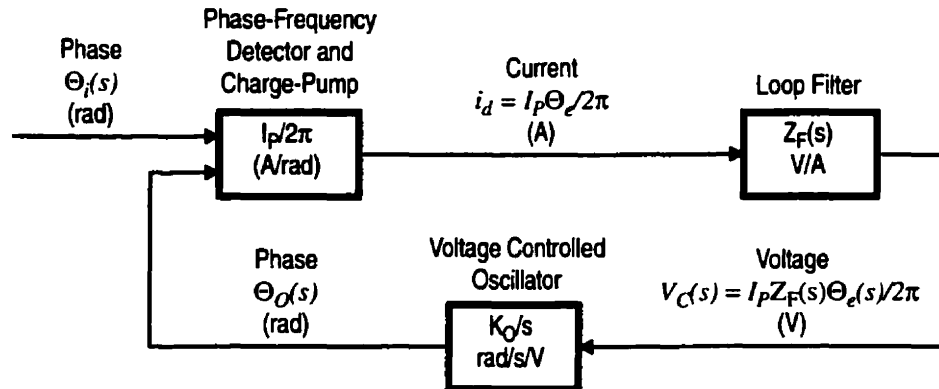 Phase-Frequency
Detector and
Charge-Pump
Phase
Θi(s)
(rad)
IP/2π
(A/rad)
Current
id = IPΘe/2π
(A)
Loop Filter
ZF(s)
V/A
Phase
ΘO(s)
(rad)
Voltage Controlled
Oscillator
KO/s
rad/s/V
Voltage
VC(s) = IPZF(s)Θe(s)/2π
(V)